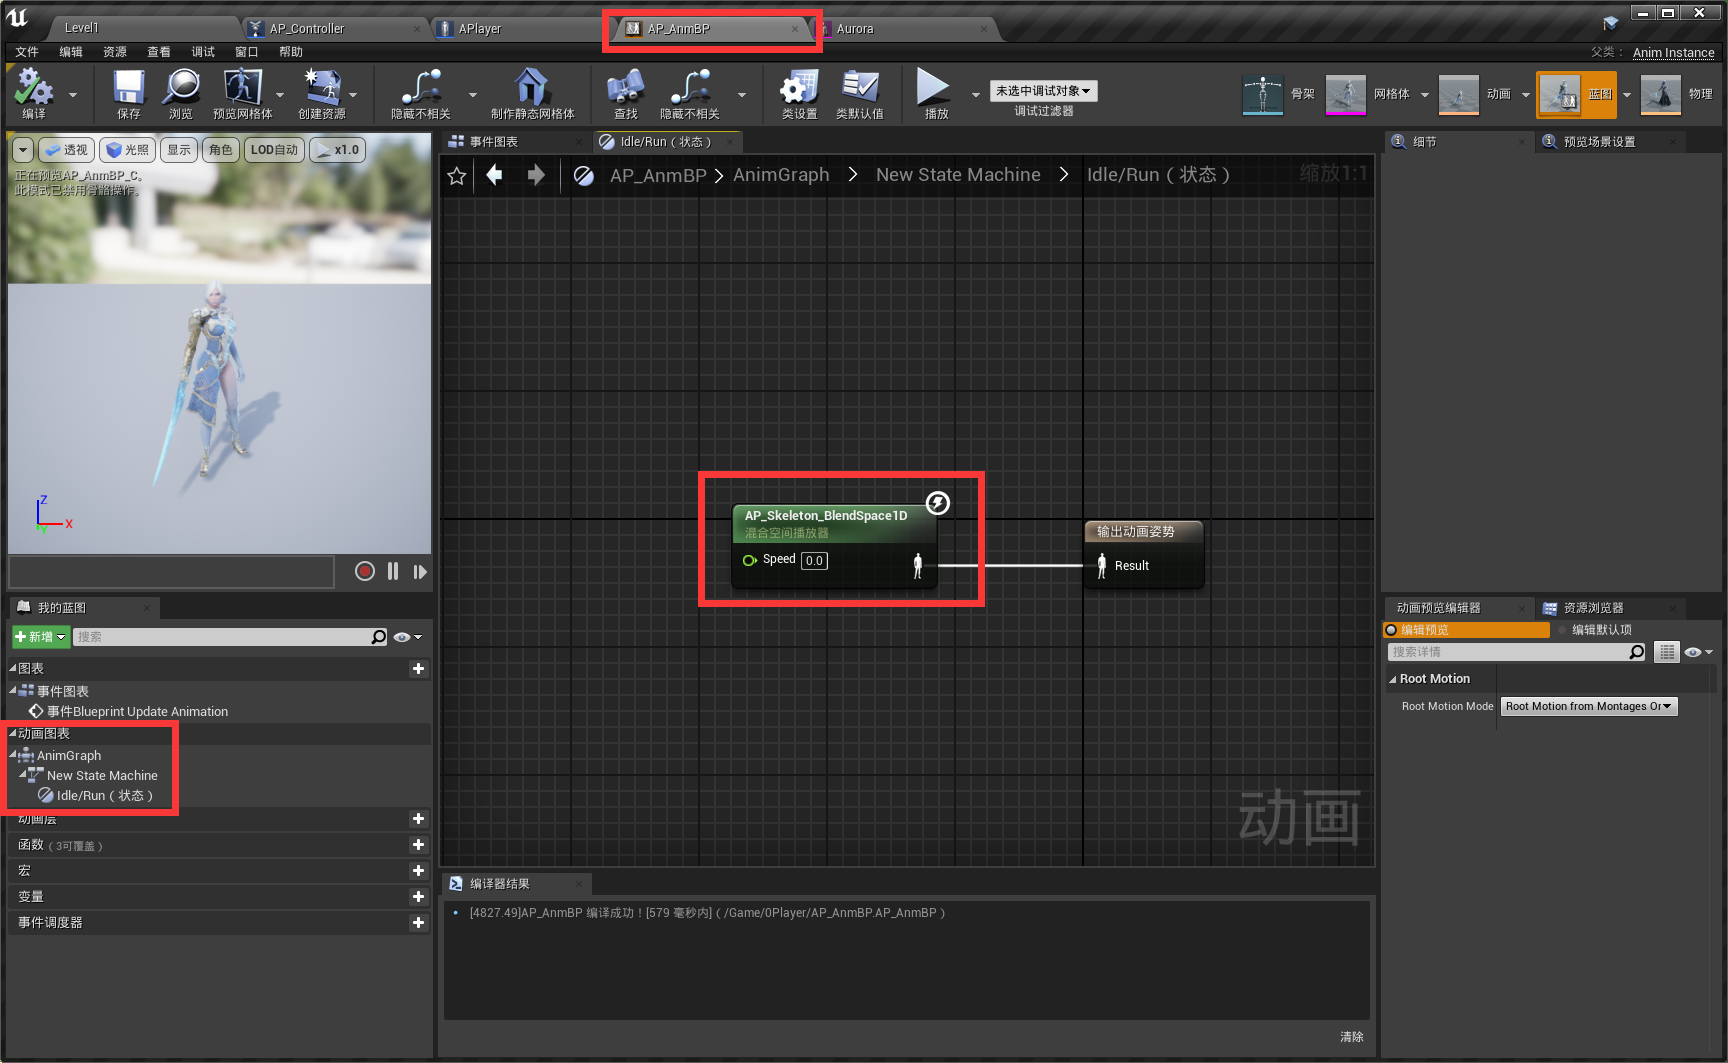 Level1
AP_Controller
APlayer
AP_AnmBP
Aurora
文件 编辑 资源 查看 调试 窗口 帮助
父类： Anim Instance
编译
保存
浏览
预览网格体
创建资源
隐藏不相关
制作静态网格体
查找
隐藏不相关
类设置
类默认值
播放
未选中调试对象
调试过滤器
骨架
网格体
动画
蓝图
物理
透视
光照
显示
角色
LOD自动
x1.0
正在预览AP_AnmBP_C。
此模式已禁用骨骼操作。
Z
X
Y
事件图表
Idle/Run（状态）
AP_AnmBP > AnimGraph > New State Machine > Idle/Run（状态）
缩放1:1
AP_Skeleton_BlendSpace1D
混合空间播放器
Speed 0.0
输出动画姿势
Result
动画
我的蓝图
新增
搜索
图表
事件图表
事件Blueprint Update Animation
动画图表
AnimGraph
New State Machine
Idle/Run（状态）
动画层
函数（3可覆盖）
宏
变量
事件调度器
编译器结果
[4827.49]AP_AnmBP 编译成功！[579 毫秒内]（/Game/0Player/AP_AnmBP.AP_AnmBP）
清除
细节
预览场景设置
动画预览编辑器
资源浏览器
编辑预览
编辑默认项
搜索详情
Root Motion
Root Motion Mode
Root Motion from Montages Or